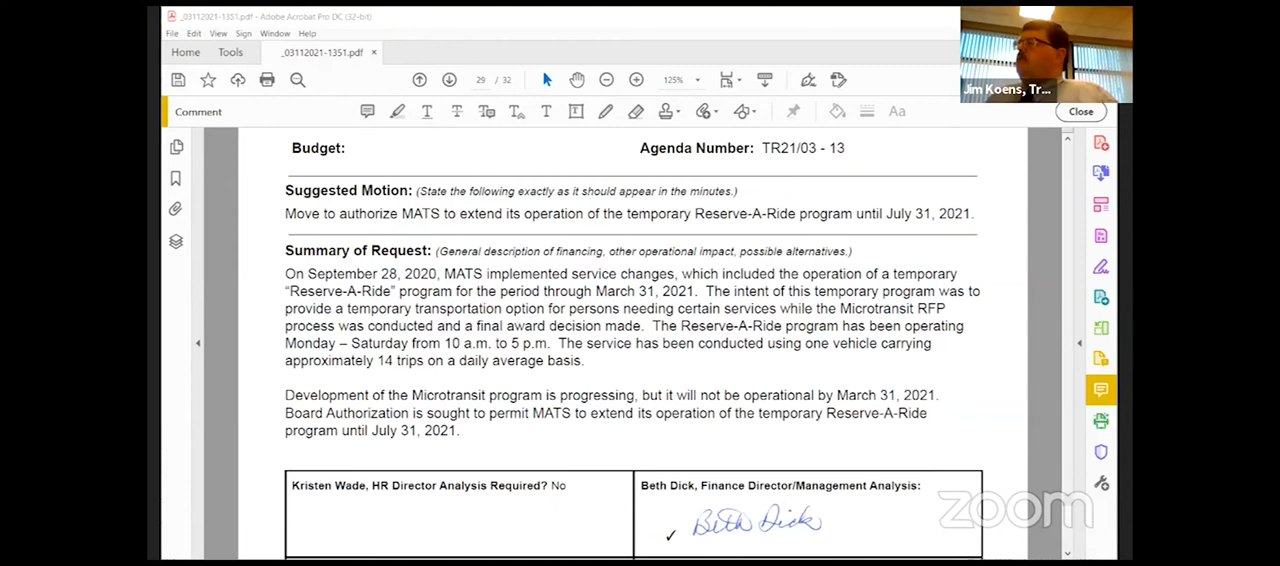 _03112021-1351.pdf - Adobe Acrobat Pro DC (32-bit)
File Edit View Sign Window Help
Home Tools _03112021-1351.pdf ×
29 / 32 125%
Jim Koens, Tr...
Comment
Aa
Close
Budget: Agenda Number: TR21/03 - 13
Suggested Motion: (State the following exactly as it should appear in the minutes.)
Move to authorize MATS to extend its operation of the temporary Reserve-A-Ride program until July 31, 2021.
Summary of Request: (General description of financing, other operational impact, possible alternatives.)
On September 28, 2020, MATS implemented service changes, which included the operation of a temporary
“Reserve-A-Ride” program for the period through March 31, 2021. The intent of this temporary program was to
provide a temporary transportation option for persons needing certain services while the Microtransit RFP
process was conducted and a final award decision made. The Reserve-A-Ride program has been operating
Monday – Saturday from 10 a.m. to 5 p.m. The service has been conducted using one vehicle carrying
approximately 14 trips on a daily average basis.
Development of the Microtransit program is progressing, but it will not be operational by March 31, 2021.
Board Authorization is sought to permit MATS to extend its operation of the temporary Reserve-A-Ride
program until July 31, 2021.
Kristen Wade, HR Director Analysis Required? No
Beth Dick, Finance Director/Management Analysis:
✓ Beth Dick
zoom